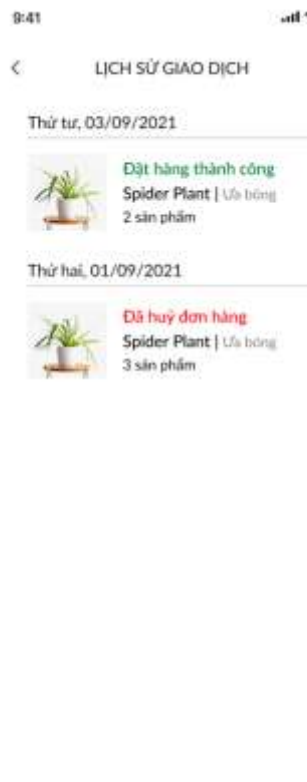 9:41
LỊCH SỬ GIAO DỊCH
Thứ tư, 03/09/2021
Đặt hàng thành công
Spider Plant | Ưa bóng
2 sản phẩm
Thứ hai, 01/09/2021
Đã huỷ đơn hàng
Spider Plant | Ưa bóng
3 sản phẩm